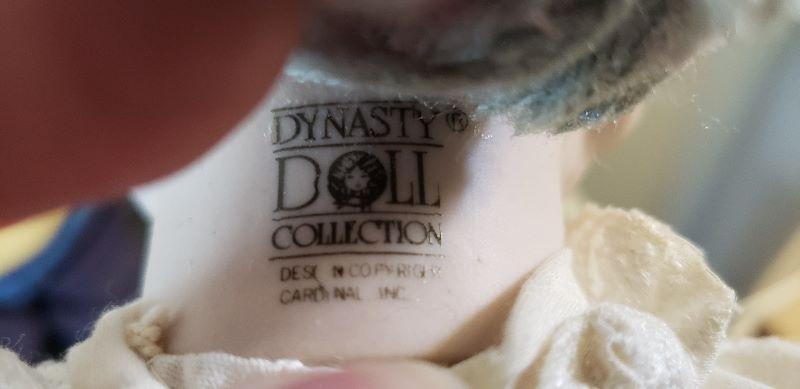 DYNASTY ®
DOLL
COLLECTION
DESIGN COPYRIGHT
CARDINAL, INC.